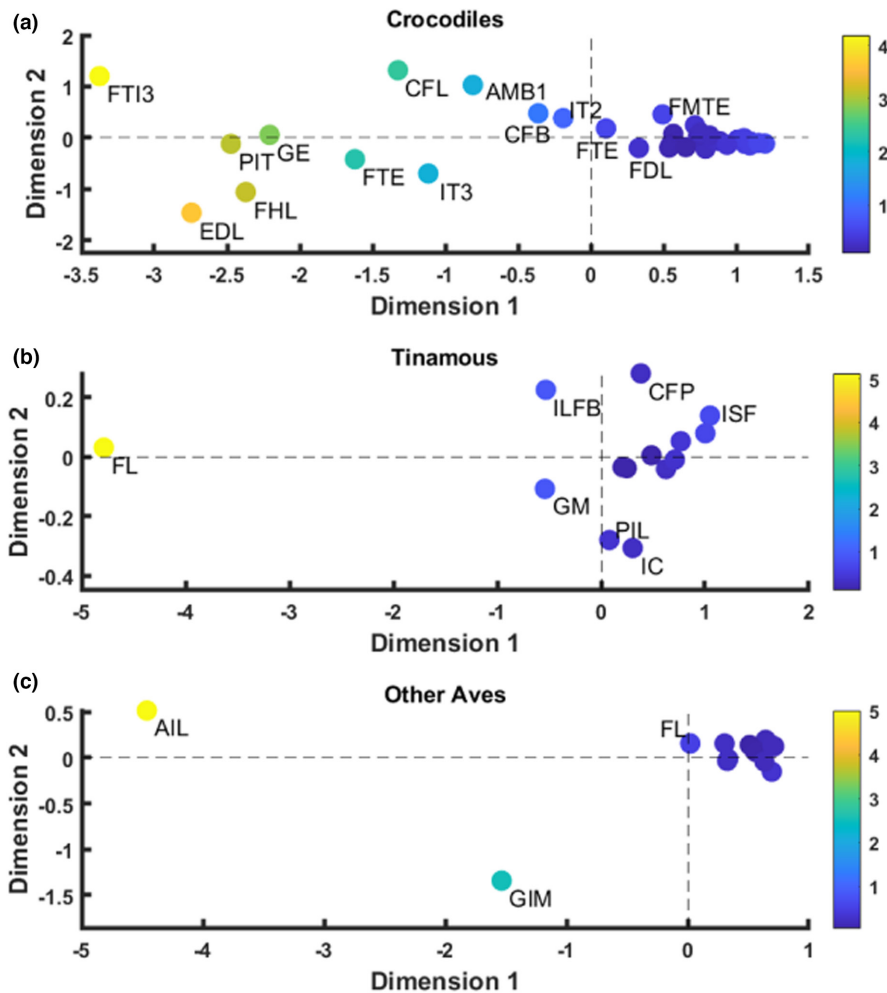 (a)
Crocodiles
2
1
0
-1
-2
Dimension 2
FTI3
CFL
AMB1
IT2
CFB
FMTE
GE
PIT
FTE
FTE
FDL
IT3
FHL
EDL
-3.5 -3 -2.5 -2 -1.5 -1 -0.5 0 0.5 1 1.5
Dimension 1
4
3
2
1
(b)
Tinamous
0.2
0
-0.2
-0.4
Dimension 2
FL
ILFB
CFP
ISF
GM
PIL
IC
-5 -4 -3 -2 -1 0 1 2
Dimension 1
5
4
3
2
1
(c)
Other Aves
0.5
0
-0.5
-1
-1.5
Dimension 2
AIL
FL
GIM
-5 -4 -3 -2 -1 0 1
Dimension 1
5
4
3
2
1